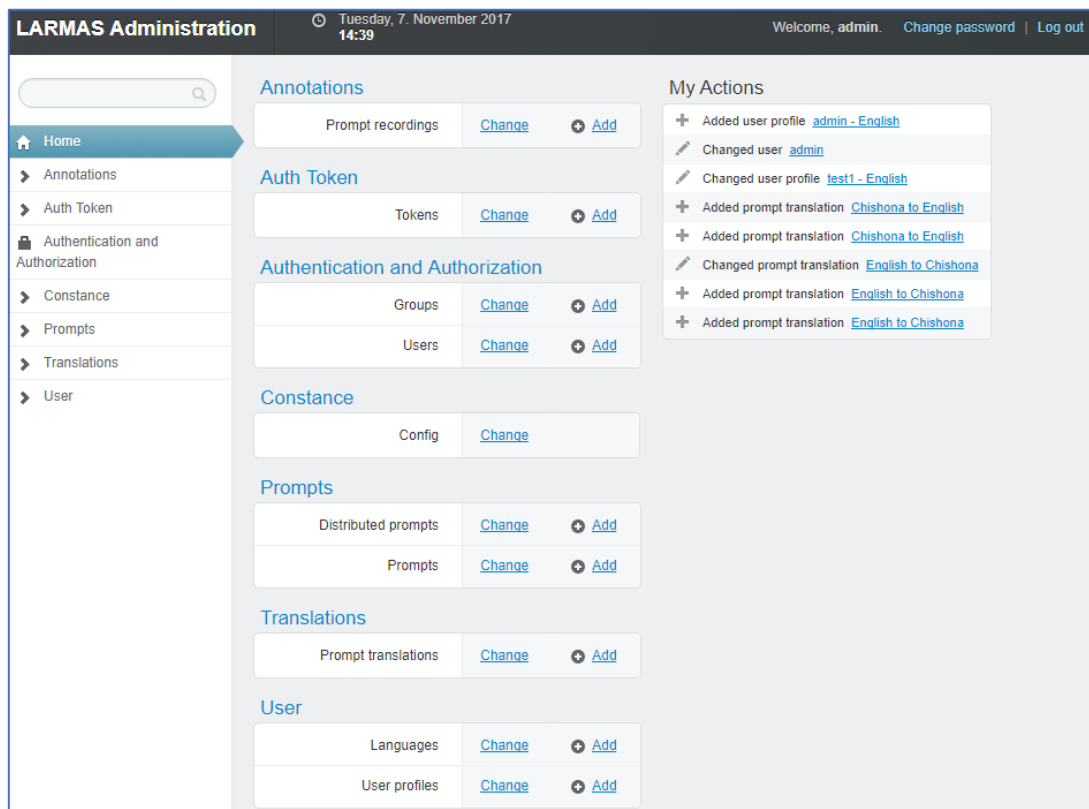 LARMAS Administration
Tuesday, 7. November 2017
14:39
Welcome, admin. Change password | Log out
Home
Annotations
Auth Token
Authentication and
Authorization
Constance
Prompts
Translations
User
Annotations
Prompt recordings Change Add
Auth Token
Tokens Change Add
Authentication and Authorization
Groups Change Add
Users Change Add
Constance
Config Change
Prompts
Distributed prompts Change Add
Prompts Change Add
Translations
Prompt translations Change Add
User
Languages Change Add
User profiles Change Add
My Actions
Added user profile admin - English
Changed user admin
Changed user profile test1 - English
Added prompt translation Chishona to English
Added prompt translation Chishona to English
Changed prompt translation English to Chishona
Added prompt translation English to Chishona
Added prompt translation English to Chishona